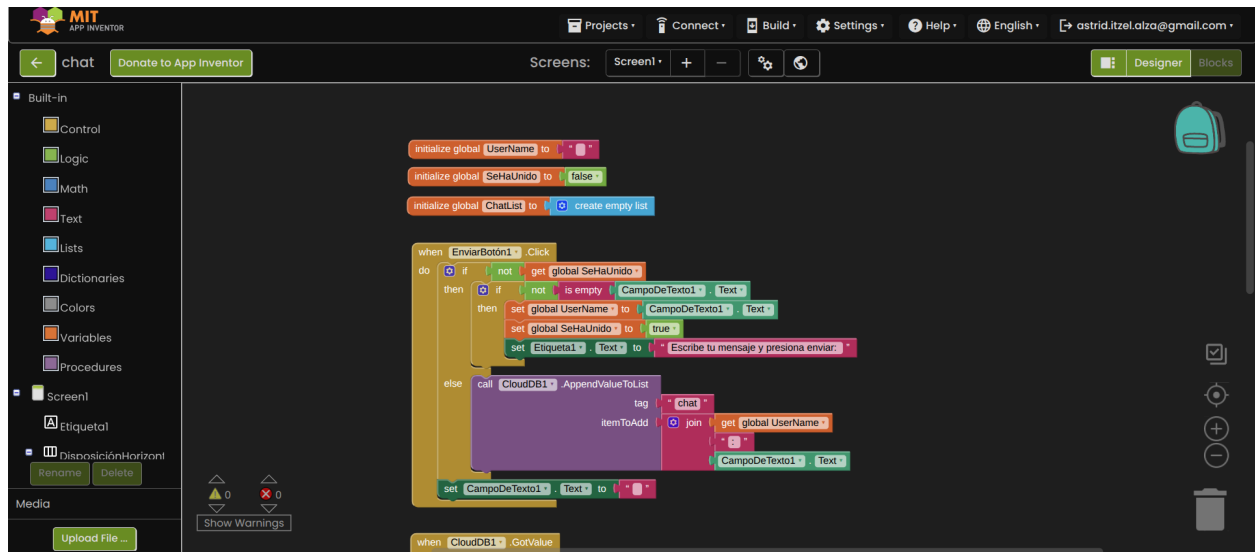 MIT
APP INVENTOR
Projects
Connect
Build
Settings
Help
English
astrid.itzel.alza@gmail.com
chat
Donate to App Inventor
Screens:
Screen1
Designer
Blocks
Built-in
Control
Logic
Math
Text
Lists
Dictionaries
Colors
Variables
Procedures
Screen1
Etiqueta1
DisposiciónHorizont
Rename Delete
Media
Upload File ...
initialize global UserName to " "
initialize global SeHaUnido to false
initialize global ChatList to create empty list
when EnviarBotón1 .Click
do if not get global SeHaUnido
then if not is empty CampoDeTexto1 . Text
then set global UserName to CampoDeTexto1 . Text
set global SeHaUnido to true
set Etiqueta1 . Text to " Escribe tu mensaje y presiona enviar: "
else call CloudDB1 .AppendValueToList
tag " chat "
itemToAdd join get global UserName
" : "
CampoDeTexto1 . Text
set CampoDeTexto1 . Text to " "
when CloudDB1 .GotValue
0 0
Show Warnings